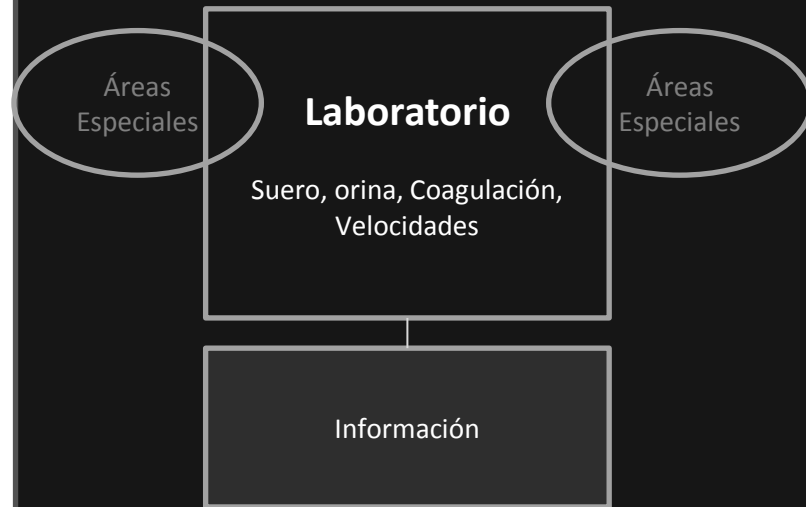 Áreas
Especiales
Laboratorio
Áreas
Especiales
Suero, orina, Coagulación,
Velocidades
Información